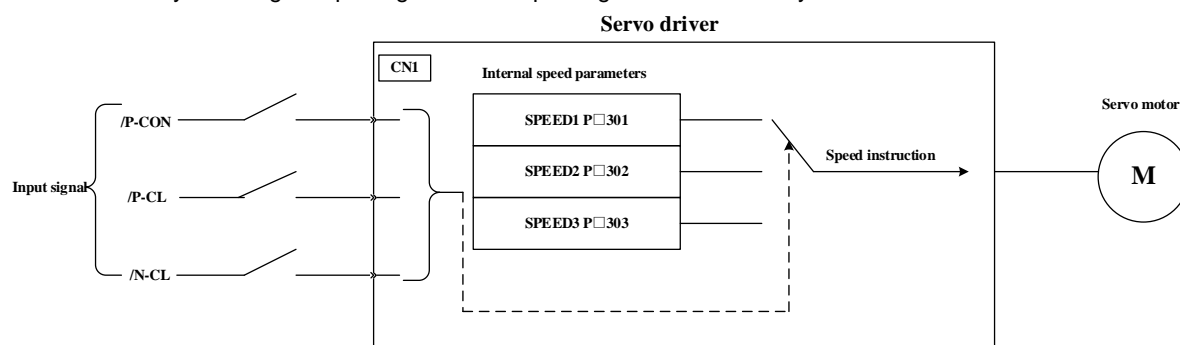 Servo driver
CN1
Internal speed parameters
Servo motor
/P-CON
SPEED1 P□301
Speed instruction
M
SPEED2 P□302
Input signal
/P-CL
SPEED3 P□303
/N-CL